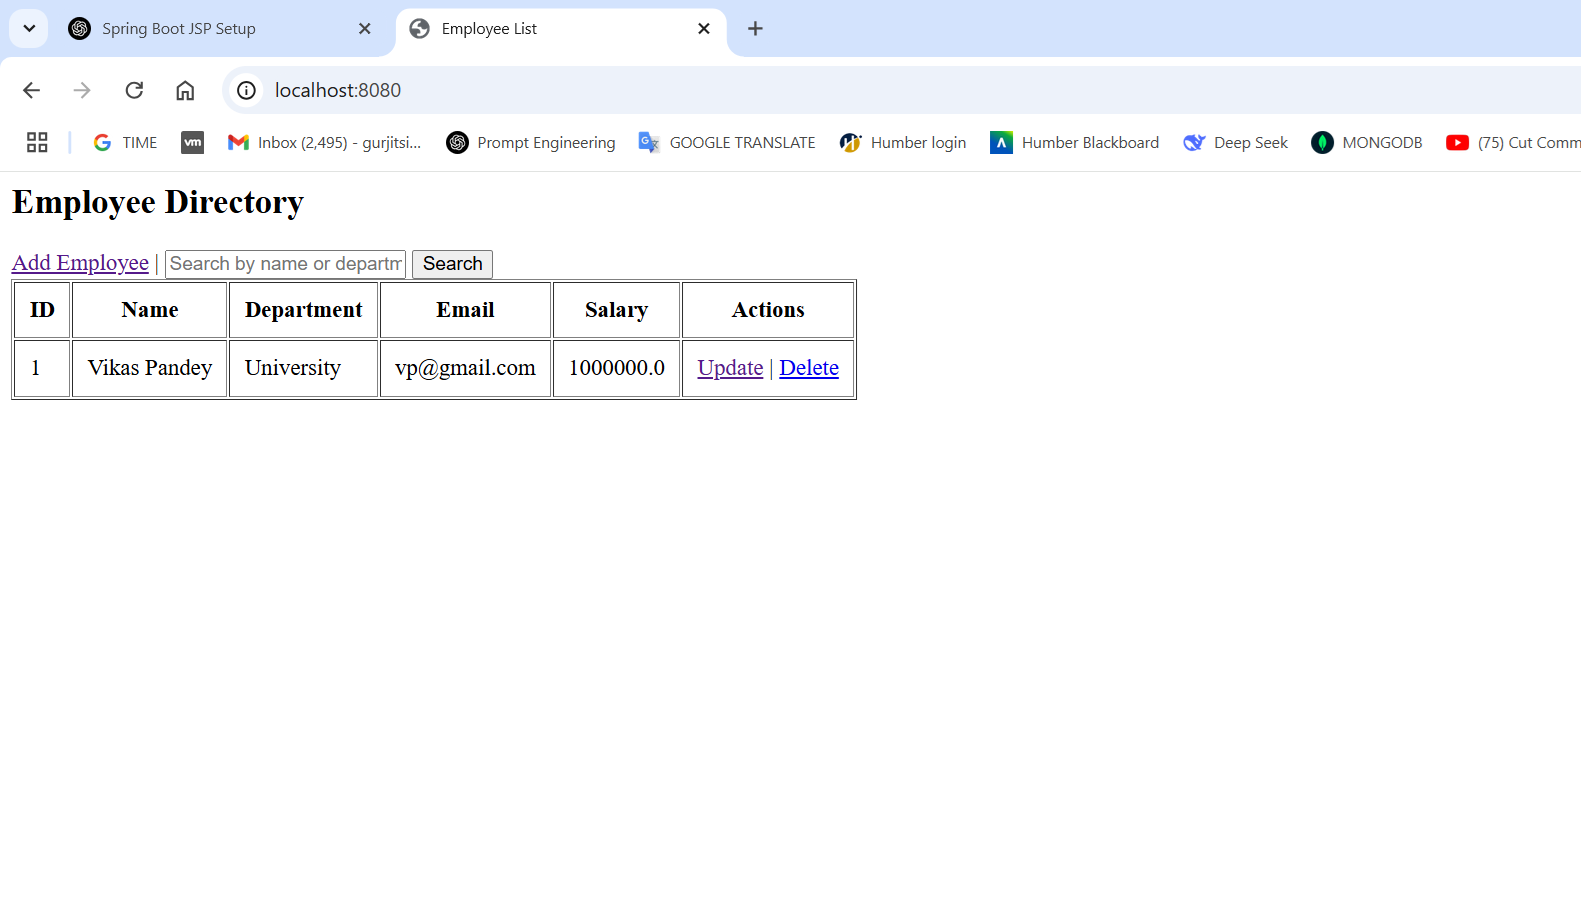 Spring Boot JSP Setup
Employee List
localhost:8080
TIME
vm
Inbox (2,495) - gurjitsi...
Prompt Engineering
GOOGLE TRANSLATE
Humber login
Humber Blackboard
Deep Seek
MONGODB
(75) Cut Comm
Employee Directory
Add Employee | Search by name or departm Search
ID Name Department Email Salary Actions
1 Vikas Pandey University vp@gmail.com 1000000.0 Update | Delete